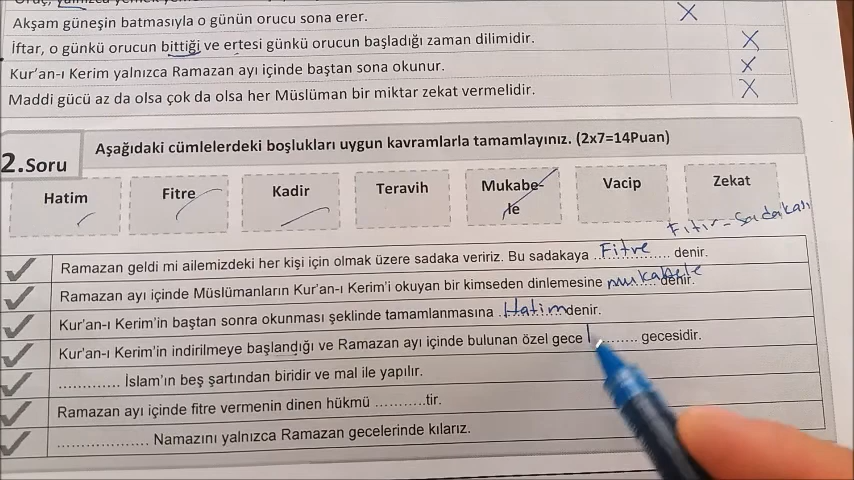 Oruç, yalnızca yemek
Akşam güneşin batmasıyla o günün orucu sona erer. X
İftar, o günkü orucun bittiği ve ertesi günkü orucun başladığı zaman dilimidir. X
Kur'an-ı Kerim yalnızca Ramazan ayı içinde baştan sona okunur. X
Maddi gücü az da olsa çok da olsa her Müslüman bir miktar zekat vermelidir. X
2.Soru Aşağıdaki cümlelerdeki boşlukları uygun kavramlarla tamamlayınız. (2x7=14Puan)
Hatim Fitre Kadir Teravih Mukabe-le Vacip Zekat
Fıtır-Sadakası
Ramazan geldi mi ailemizdeki her kişi için olmak üzere sadaka veririz. Bu sadakaya ..Fitre.......... denir.
Ramazan ayı içinde Müslümanların Kur'an-ı Kerim'i okuyan bir kimseden dinlemesine mukabele denir.
Kur'an-ı Kerim'in baştan sonra okunması şeklinde tamamlanmasına .Hatim denir.
Kur'an-ı Kerim'in indirilmeye başlandığı ve Ramazan ayı içinde bulunan özel gece ......... gecesidir.
............. İslam'ın beş şartından biridir ve mal ile yapılır.
Ramazan ayı içinde fitre vermenin dinen hükmü ...........tir.
................... Namazını yalnızca Ramazan gecelerinde kılarız.